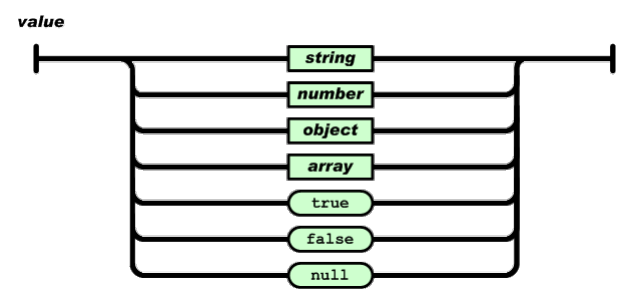 value
string
number
object
array
true
false
null